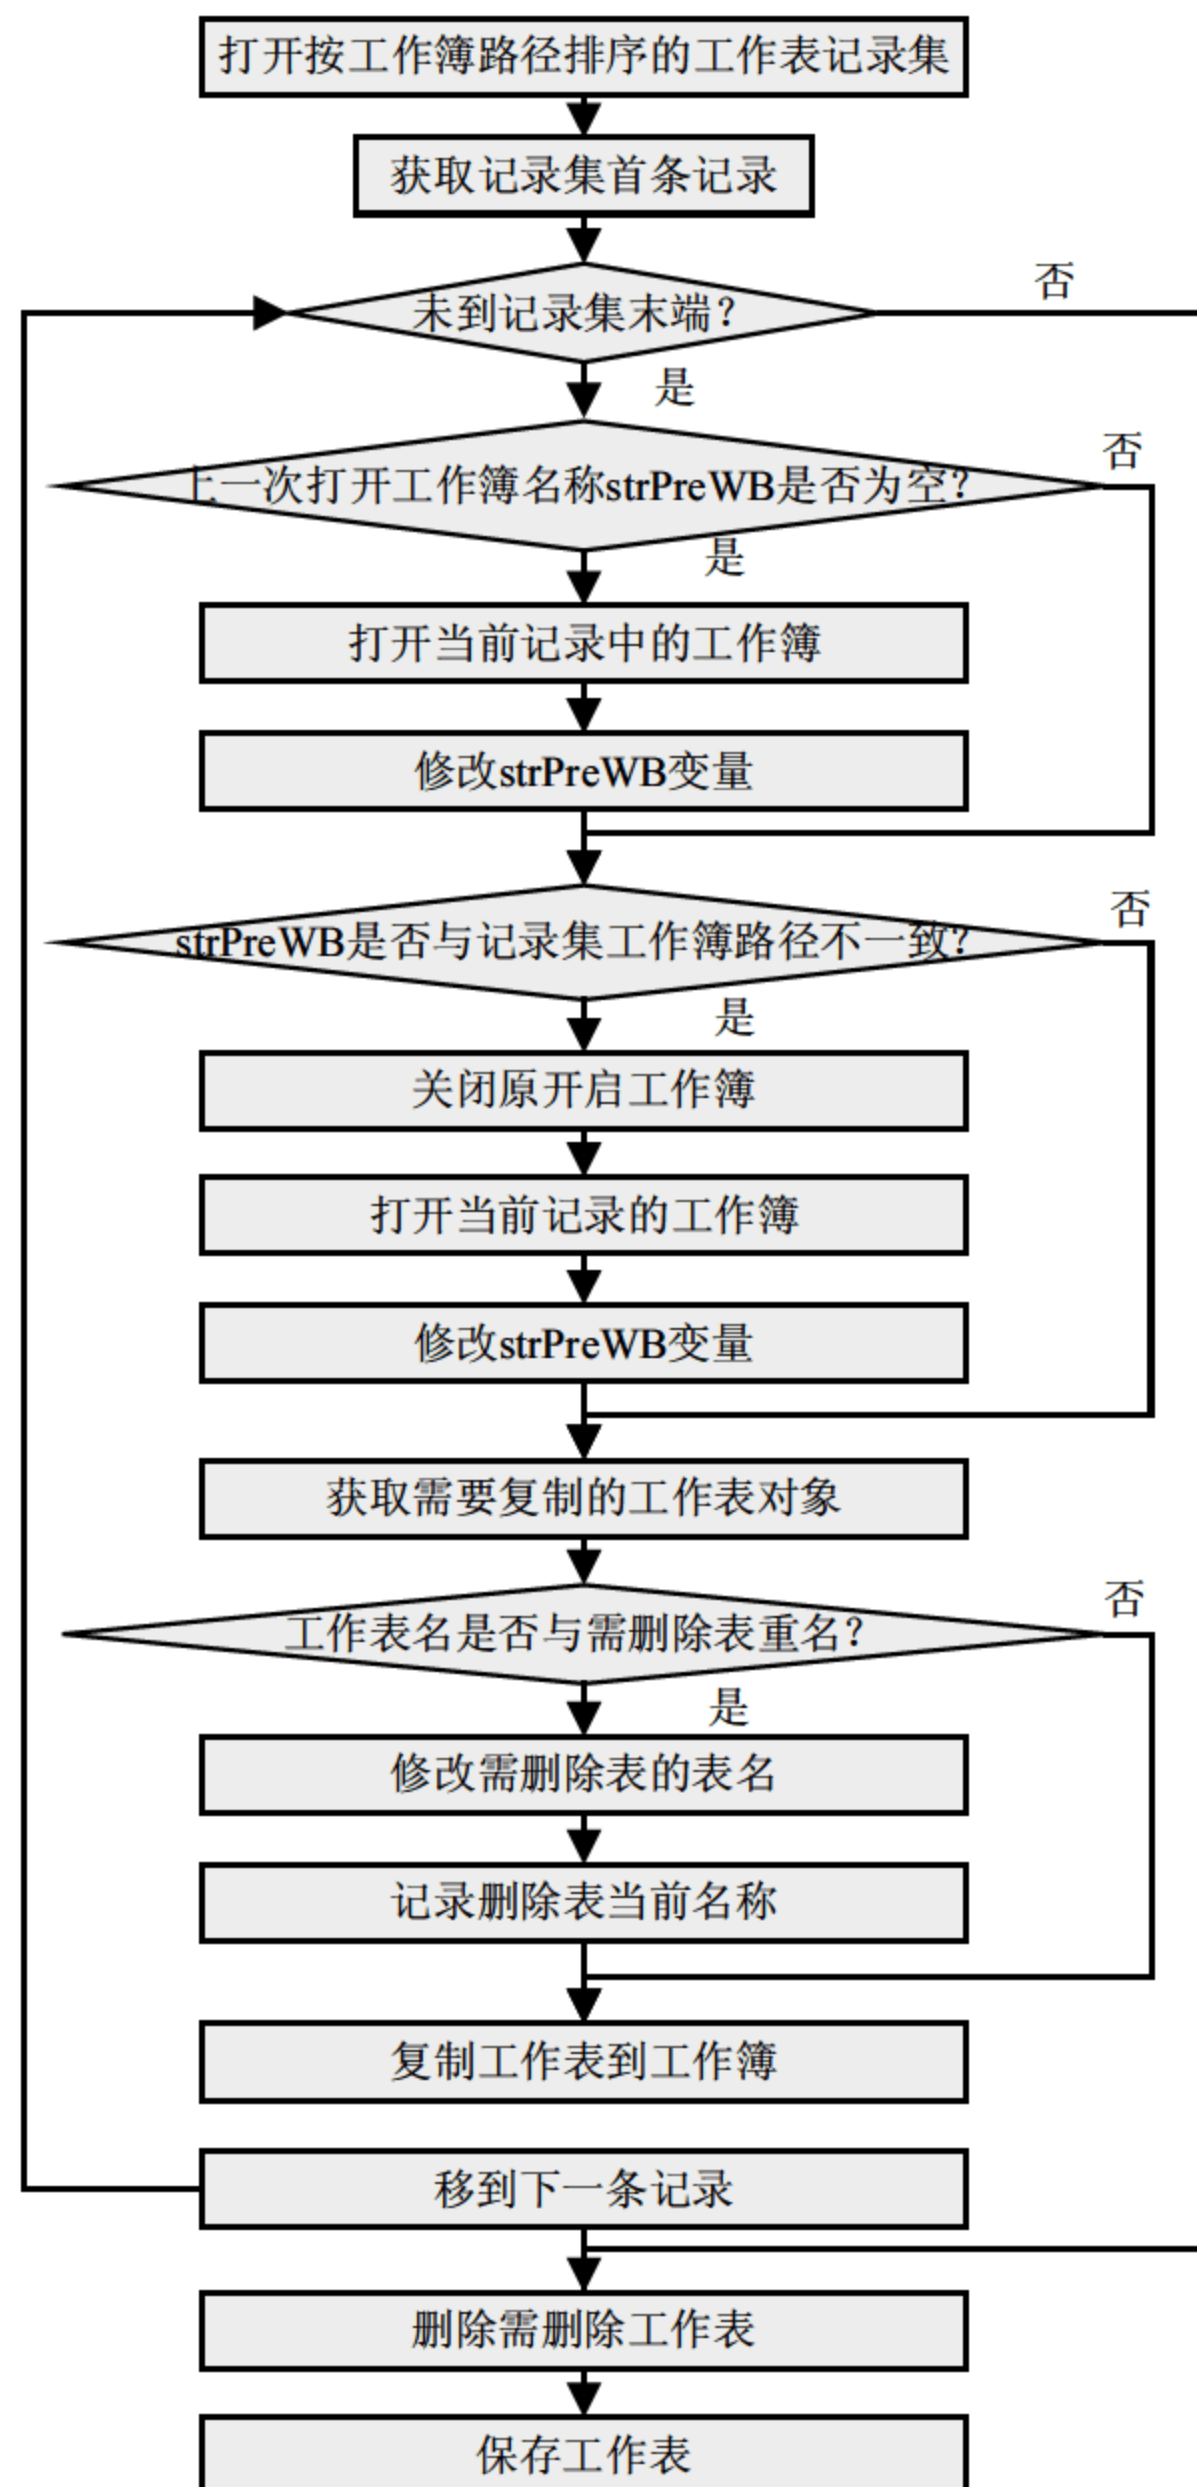 打开按工作簿路径排序的工作表记录集
获取记录集首条记录
未到记录集末端？
否
是
上一次打开工作簿名称strPreWB是否为空？
否
是
打开当前记录中的工作簿
修改strPreWB变量
strPreWB是否与记录集工作簿路径不一致？
否
是
关闭原开启工作簿
打开当前记录的工作簿
修改strPreWB变量
获取需要复制的工作表对象
工作表名是否与需删除表重名？
否
是
修改需删除表的表名
记录删除表当前名称
复制工作表到工作簿
移到下一条记录
删除需删除工作表
保存工作表